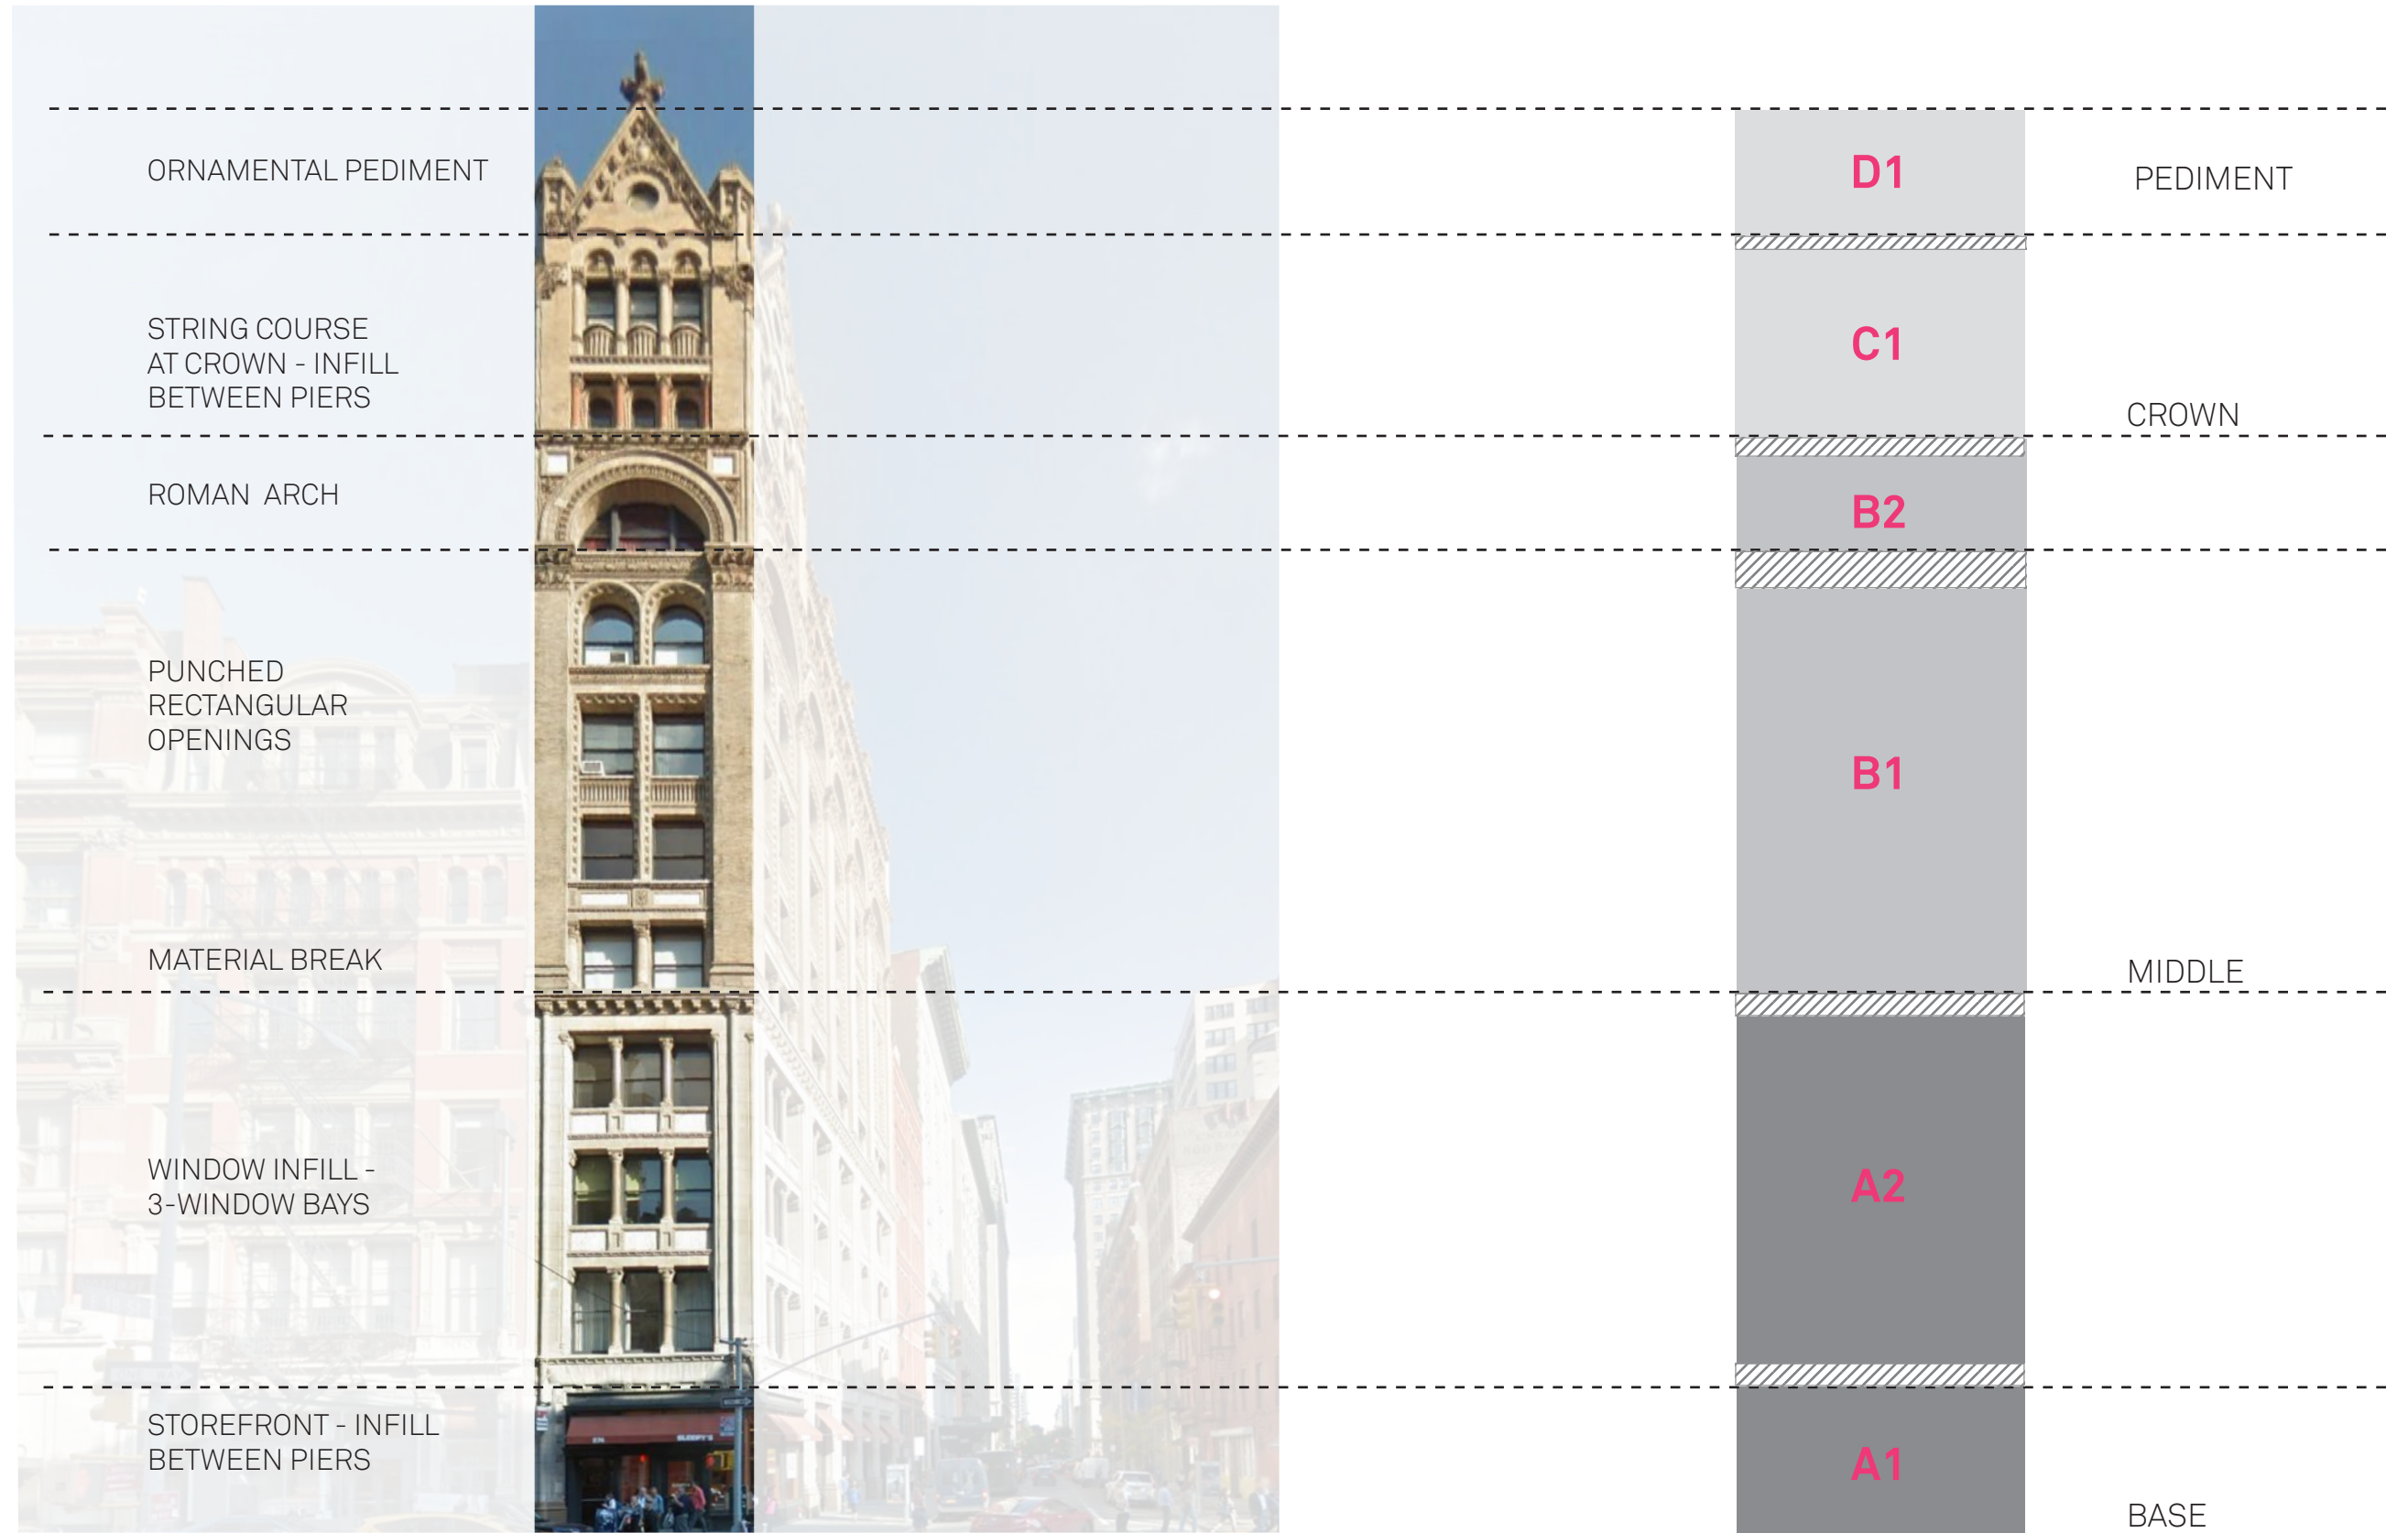 ORNAMENTAL PEDIMENT
D1
PEDIMENT
STRING COURSE
AT CROWN - INFILL
BETWEEN PIERS
C1
CROWN
ROMAN ARCH
B2
PUNCHED
RECTANGULAR
OPENINGS
B1
MATERIAL BREAK
MIDDLE
WINDOW INFILL -
3-WINDOW BAYS
A2
STOREFRONT - INFILL
BETWEEN PIERS
SLEEPY'S
A1
BASE